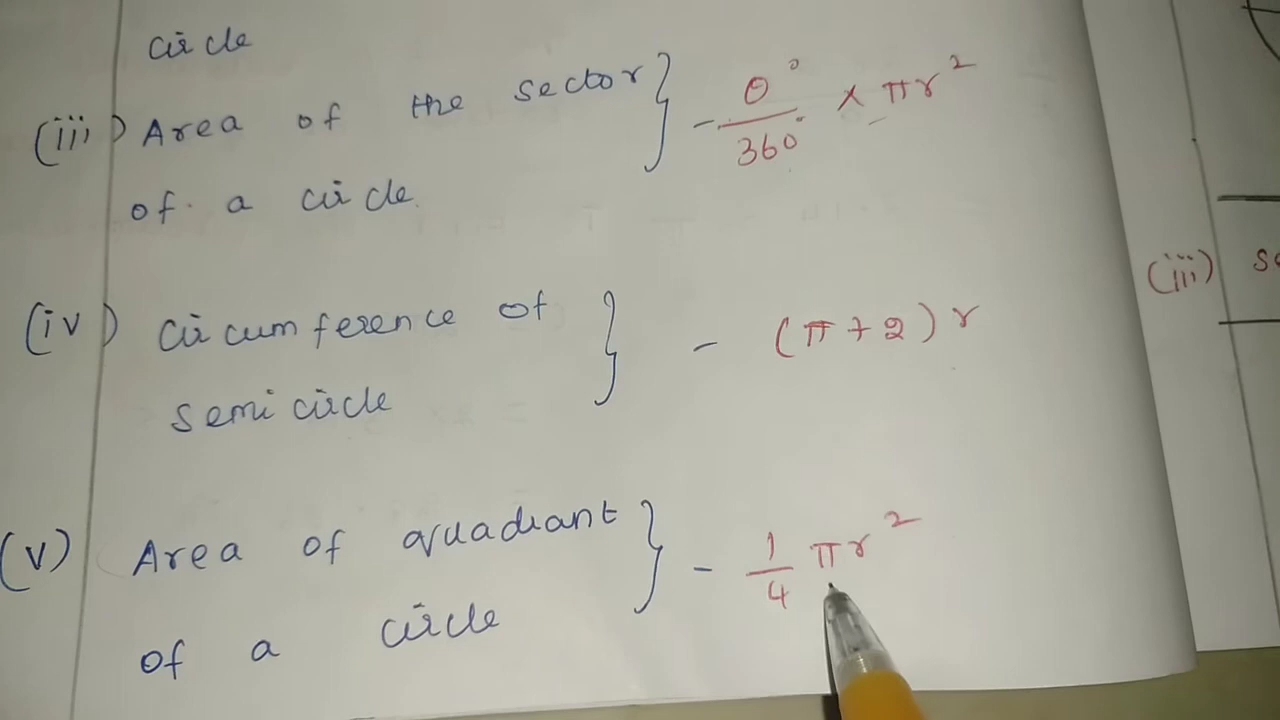 circle
(iii) Area of the sector } - θ°/360° × πr²
of a circle
(iv) Circumference of } - (π+2) r
semicircle
(v) Area of quadrant } - 1/4 πr²
of a circle
(iii)